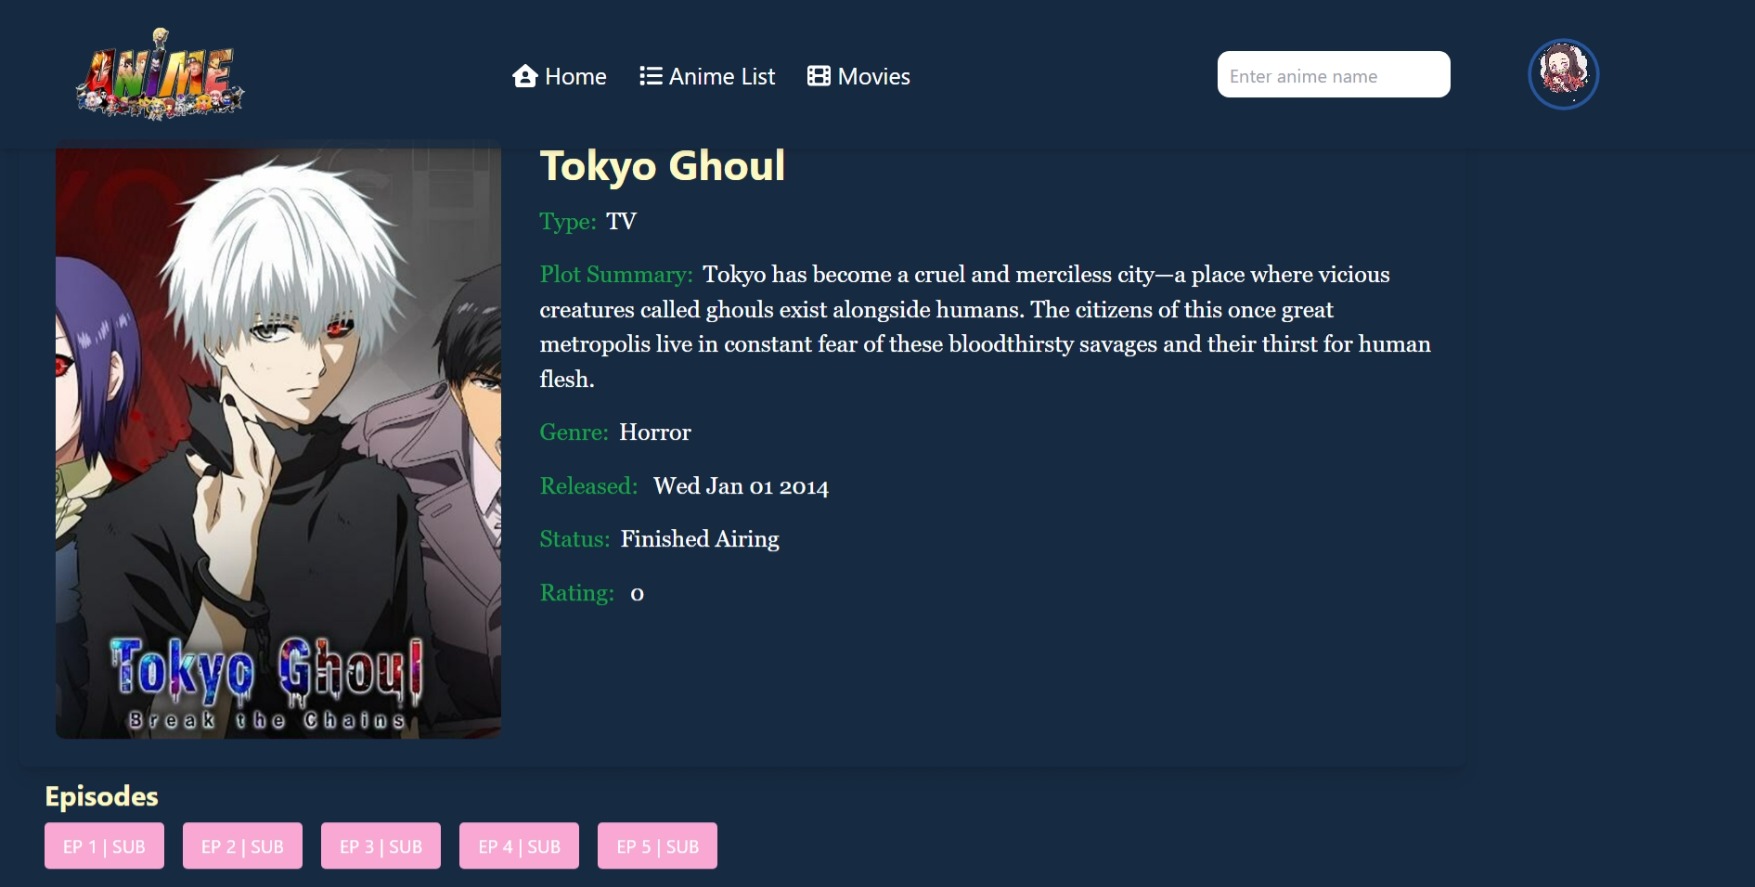 ANIME
Home Anime List Movies
Enter anime name
Tokyo Ghoul
Type: TV
Plot Summary: Tokyo has become a cruel and merciless city—a place where vicious
creatures called ghouls exist alongside humans. The citizens of this once great
metropolis live in constant fear of these bloodthirsty savages and their thirst for human
flesh.
Genre: Horror
Released: Wed Jan 01 2014
Status: Finished Airing
Rating: 0
Tokyo Ghoul
Break the Chains
Episodes
EP 1 | SUB EP 2 | SUB EP 3 | SUB EP 4 | SUB EP 5 | SUB